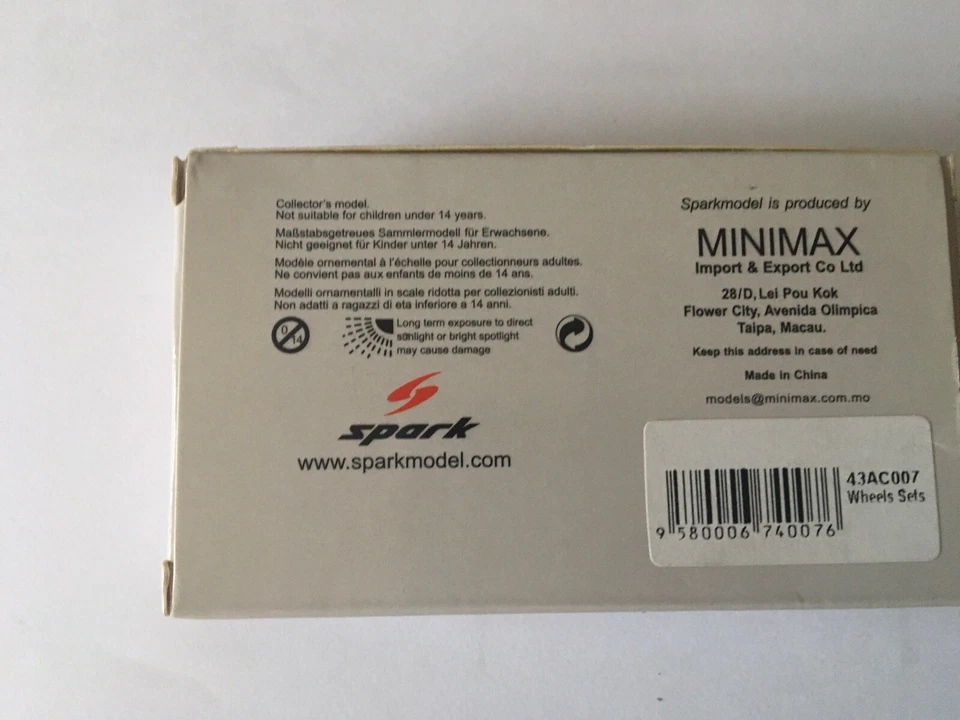 Collector's model.
Not suitable for children under 14 years.
Maßstabsgetreues Sammlermodell für Erwachsene.
Nicht geeignet für Kinder unter 14 Jahren.
Modèle ornemental à l'échelle pour collectionneurs adultes.
Ne convient pas aux enfants de moins de 14 ans.
Modelli ornamentalli in scale ridotta per collezionisti adulti.
Non adatti a ragazzi di eta inferiore a 14 anni.
0
14
Long term exposure to direct
sunlight or bright spotlight
may cause damage
spark
www.sparkmodel.com
Sparkmodel is produced by
MINIMAX
Import & Export Co Ltd
28/D, Lei Pou Kok
Flower City, Avenida Olimpica
Taipa, Macau.
Keep this address in case of need
Made in China
models@minimax.com.mo
43AC007
Wheels Sets
9 580006 740076